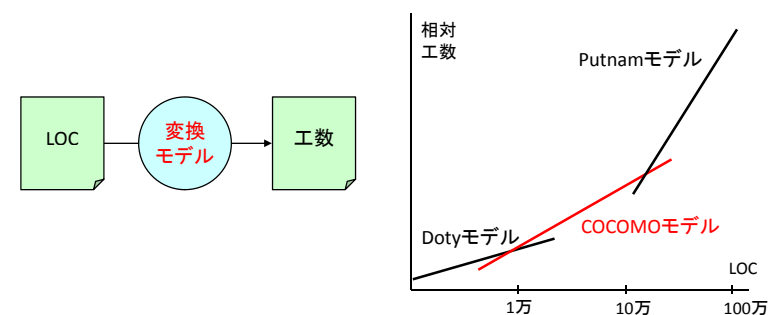 LOC
変換
モデル
工数
相対
工数
Putnamモデル
Dotyモデル
COCOMOモデル
LOC
1万
10万
100万